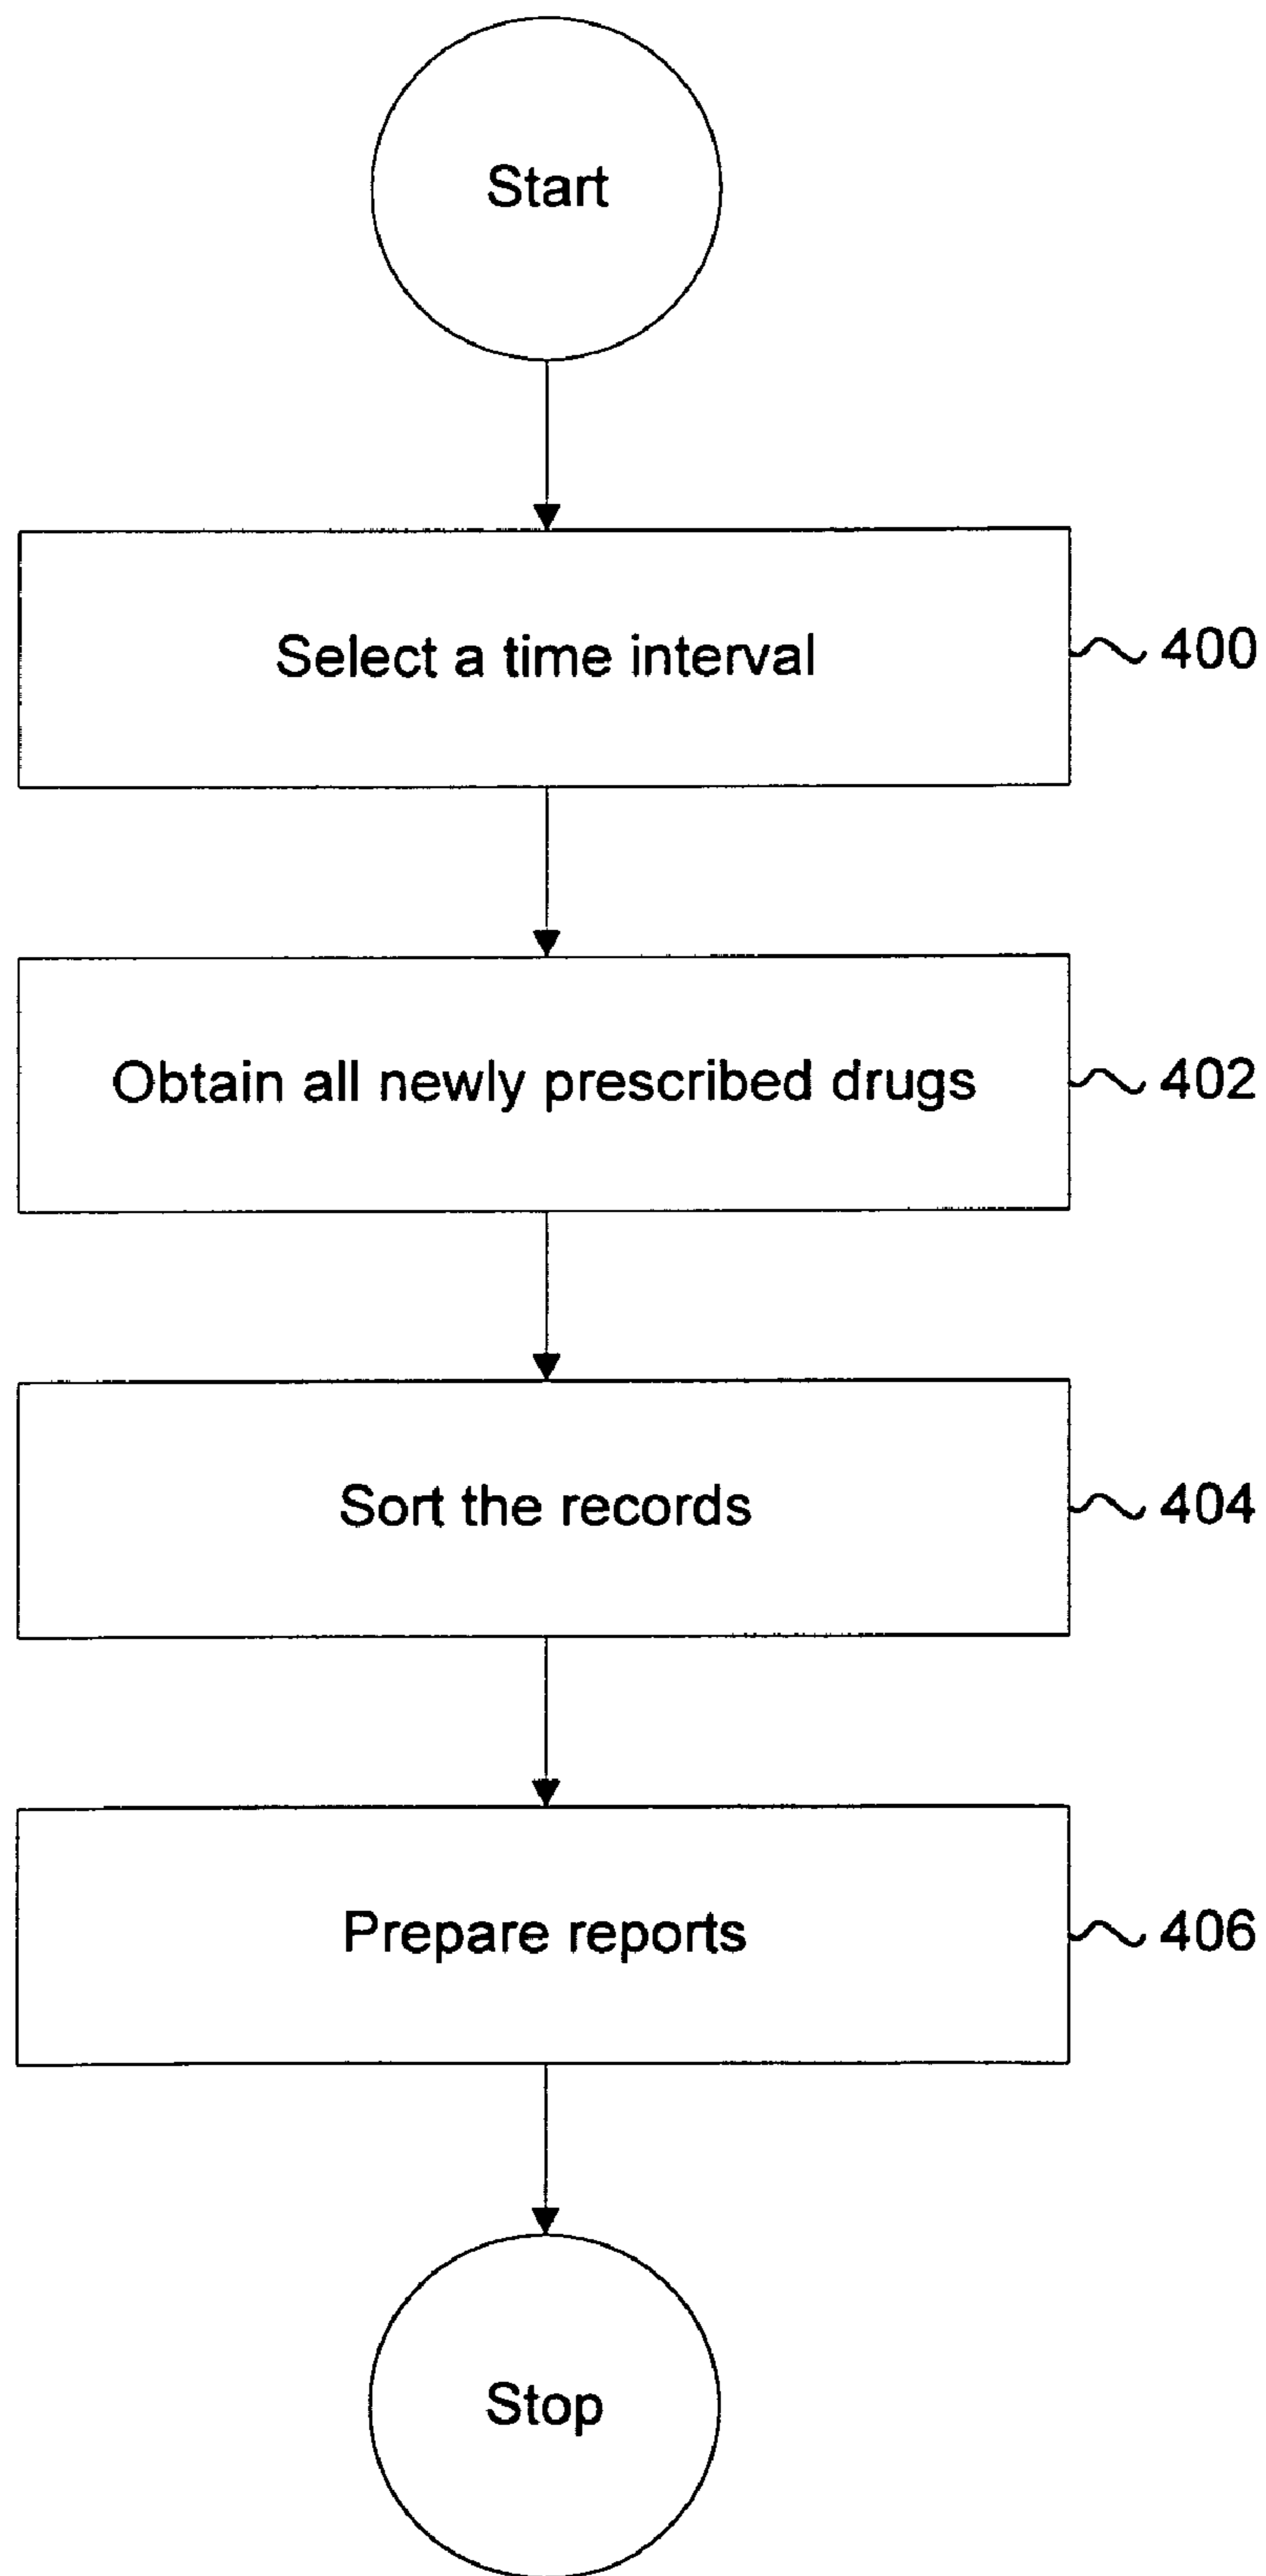 Start
Select a time interval
400
Obtain all newly prescribed drugs
402
Sort the records
404
Prepare reports
406
Stop